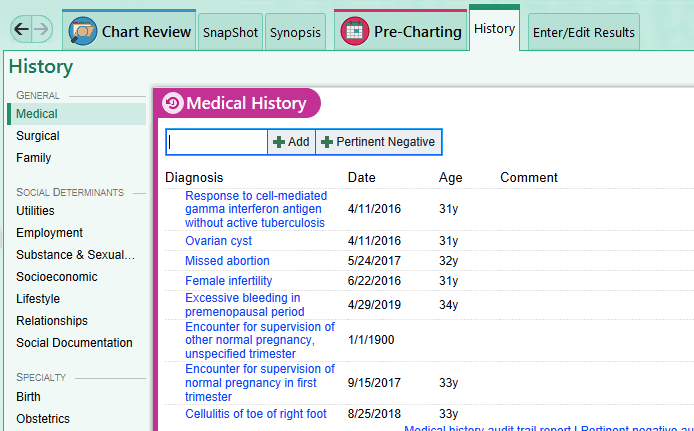 Chart Review SnapShot Synopsis Pre-Charting History Enter/Edit Results
History
GENERAL
Medical
Surgical
Family
SOCIAL DETERMINANTS
Utilities
Employment
Substance & Sexual...
Socioeconomic
Lifestyle
Relationships
Social Documentation
SPECIALTY
Birth
Obstetrics
Medical History
Add Pertinent Negative
Diagnosis Date Age Comment
Response to cell-mediated
gamma interferon antigen 4/11/2016 31y
without active tuberculosis
Ovarian cyst 4/11/2016 31y
Missed abortion 5/24/2017 32y
Female infertility 6/22/2016 31y
Excessive bleeding in 4/29/2019 34y
premenopausal period
Encounter for supervision of
other normal pregnancy, 1/1/1900
unspecified trimester
Encounter for supervision of
normal pregnancy in first 9/15/2017 33y
trimester
Cellulitis of toe of right foot 8/25/2018 33y
Medical history audit trail report | Pertinent negative au